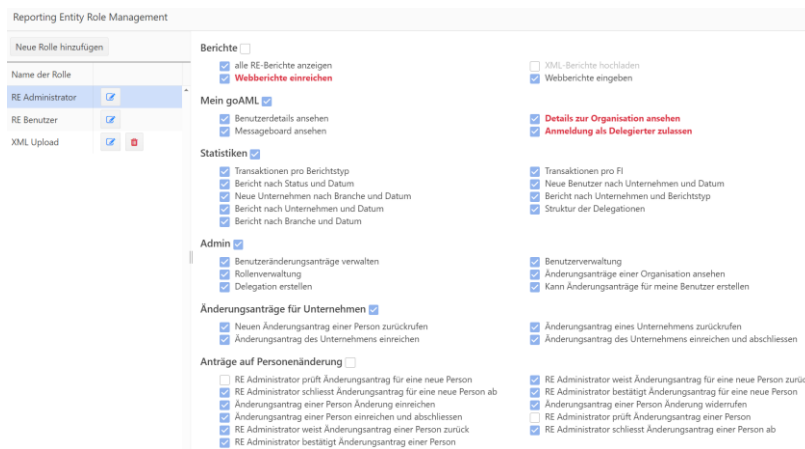 Reporting Entity Role Management
Neue Rolle hinzufügen
Name der Rolle
RE Administrator
RE Benutzer
XML Upload
Berichte
alle RE-Berichte anzeigen
XML-Berichte hochladen
Webberichte einreichen
Webberichte eingeben
Mein goAML
Benutzerdetails ansehen
Details zur Organisation ansehen
Messageboard ansehen
Anmeldung als Delegierter zulassen
Statistiken
Transaktionen pro Berichtstyp
Transaktionen pro FI
Bericht nach Status und Datum
Neue Benutzer nach Unternehmen und Datum
Neue Unternehmen nach Branche und Datum
Bericht nach Unternehmen und Berichtstyp
Bericht nach Unternehmen und Datum
Struktur der Delegationen
Bericht nach Branche und Datum
Admin
Benutzeränderungsanträge verwalten
Benutzerverwaltung
Rollenverwaltung
Änderungsanträge einer Organisation ansehen
Delegation erstellen
Kann Änderungsanträge für meine Benutzer erstellen
Änderungsanträge für Unternehmen
Neuen Änderungsantrag einer Person zurückrufen
Änderungsantrag eines Unternehmens zurückrufen
Änderungsantrag des Unternehmens einreichen
Änderungsantrag des Unternehmens einreichen und abschliessen
Anträge auf Personenänderung
RE Administrator prüft Änderungsantrag für eine neue Person
RE Administrator weist Änderungsantrag für eine neue Person zurüc
RE Administrator schliesst Änderungsantrag für eine neue Person ab
RE Administrator bestätigt Änderungsantrag für eine neue Person
Änderungsantrag einer Person Änderung einreichen
Änderungsantrag einer Person Änderung widerrufen
Änderungsantrag einer Person einreichen und abschliessen
RE Administrator prüft Änderungsantrag einer Person
RE Administrator weist Änderungsantrag einer Person zurück
RE Administrator schliesst Änderungsantrag einer Person ab
RE Administrator bestätigt Änderungsantrag einer Person